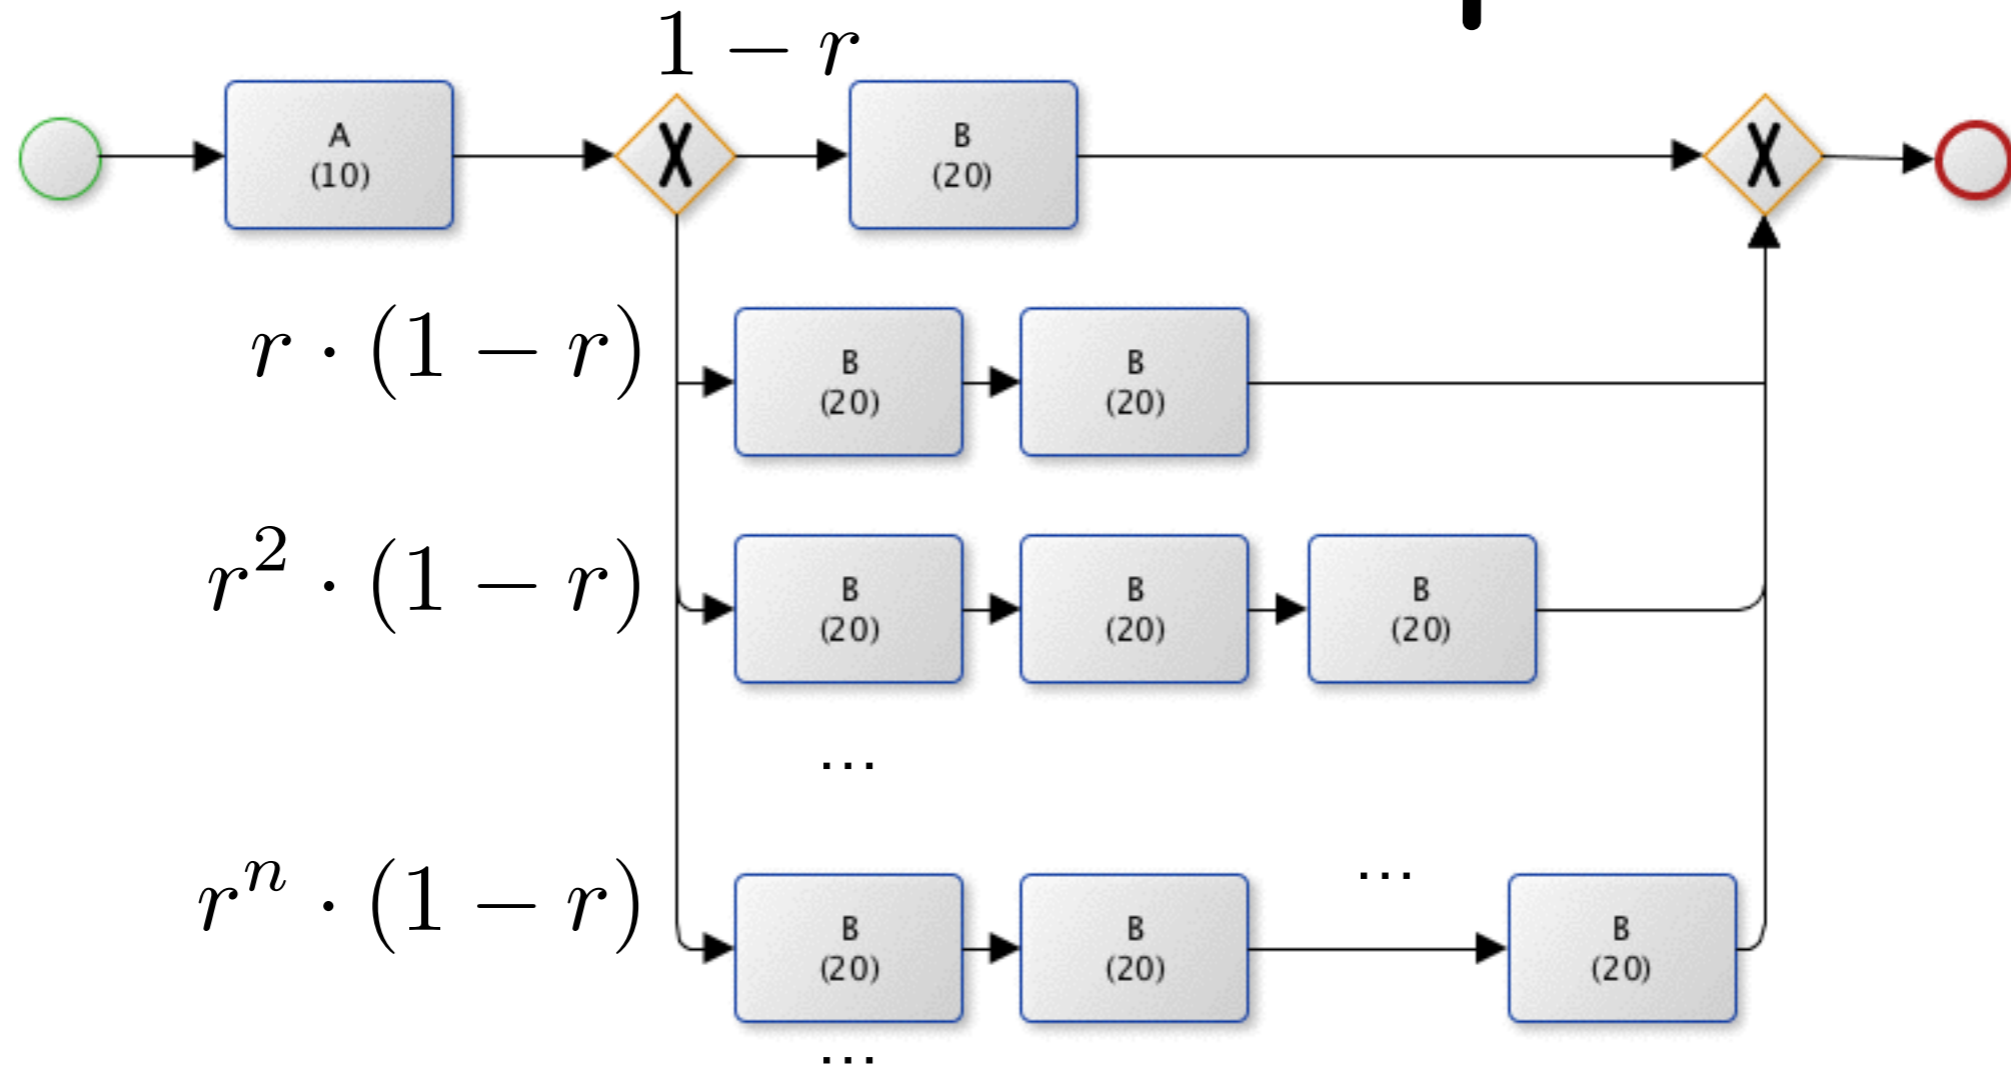 1 − r
A
(10)
X
B
(20)
X
r · (1 − r)
B
(20)
B
(20)
r² · (1 − r)
B
(20)
B
(20)
B
(20)
...
rⁿ · (1 − r)
B
(20)
B
(20)
...
B
(20)
...